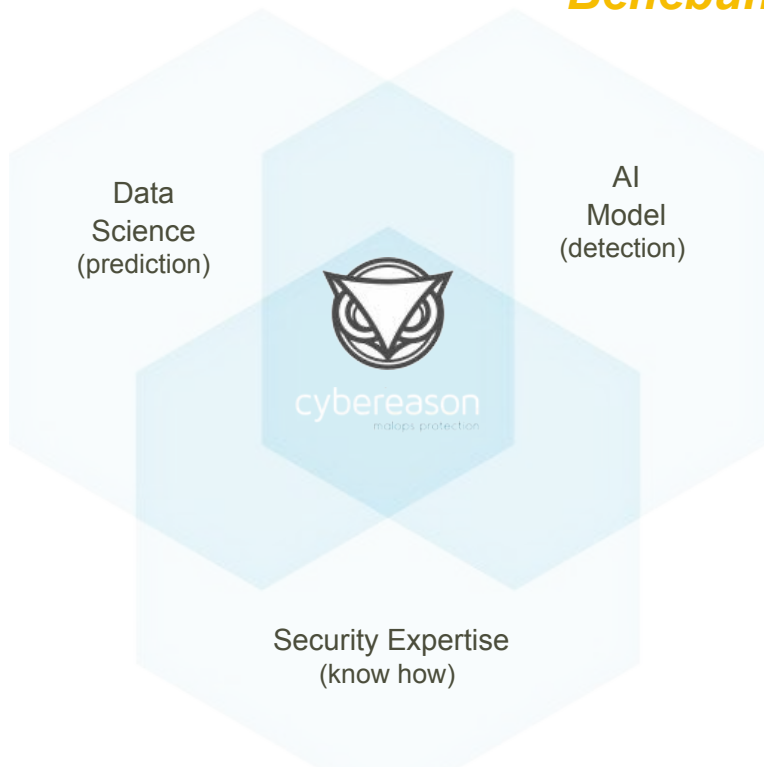 Data
Science
(prediction)
AI
Model
(detection)
cybereason
malops protection
Security Expertise
(know how)